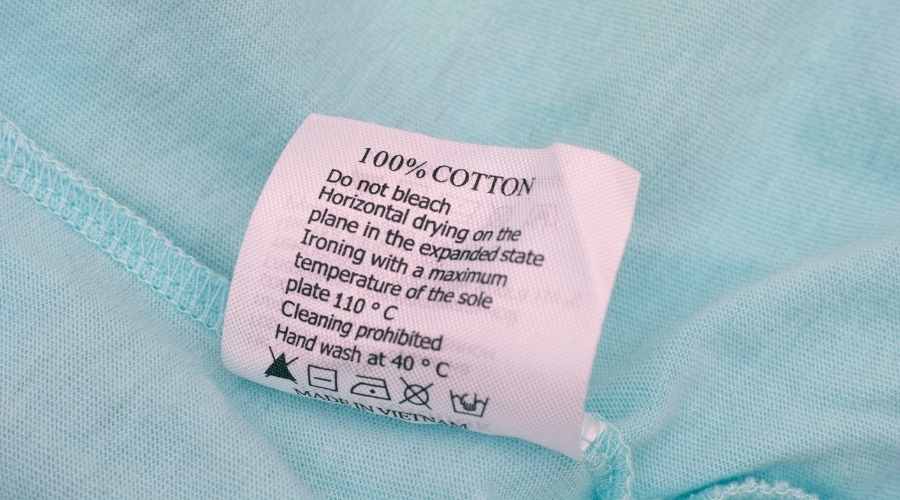 100% COTTON
Do not bleach
Horizontal drying on the
plane in the expanded state
Ironing with a maximum
temperature of the sole
plate 110 ° C
Cleaning prohibited
Hand wash at 40 ° C
MADE IN VIETNAM